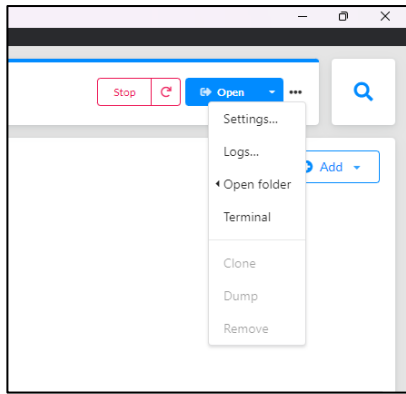 Stop
Open
Settings...
Logs...
Add
Open folder
Terminal
Clone
Dump
Remove